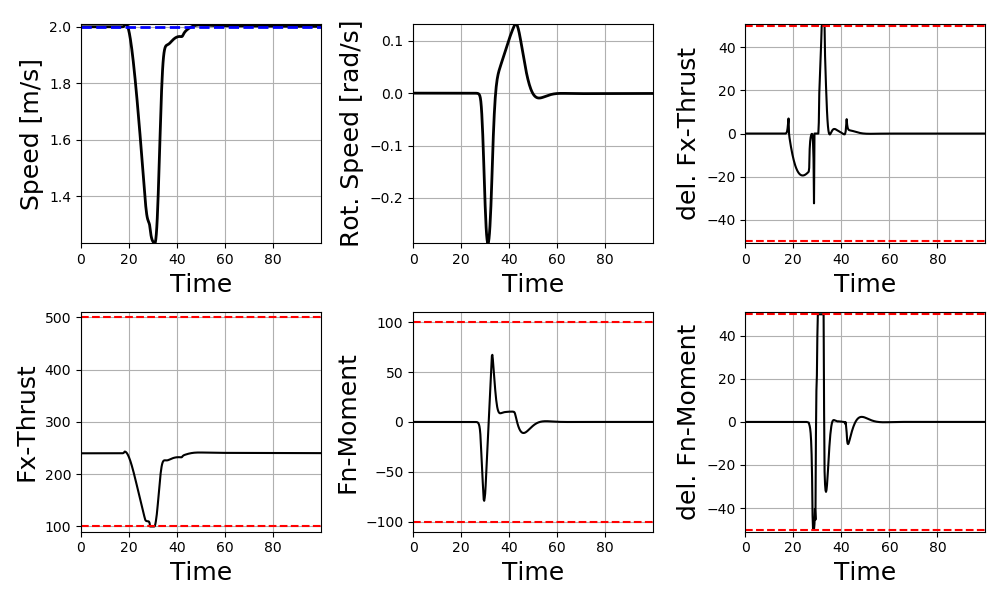 Speed [m/s]
2.0
1.8
1.6
1.4
0 20 40 60 80
Time
Rot. Speed [rad/s]
0.1
0.0
−0.1
−0.2
0 20 40 60 80
Time
del. Fx-Thrust
40
20
0
−20
−40
0 20 40 60 80
Time
Fx-Thrust
500
400
300
200
100
0 20 40 60 80
Time
Fn-Moment
100
50
0
−50
−100
0 20 40 60 80
Time
del. Fn-Moment
40
20
0
−20
−40
0 20 40 60 80
Time